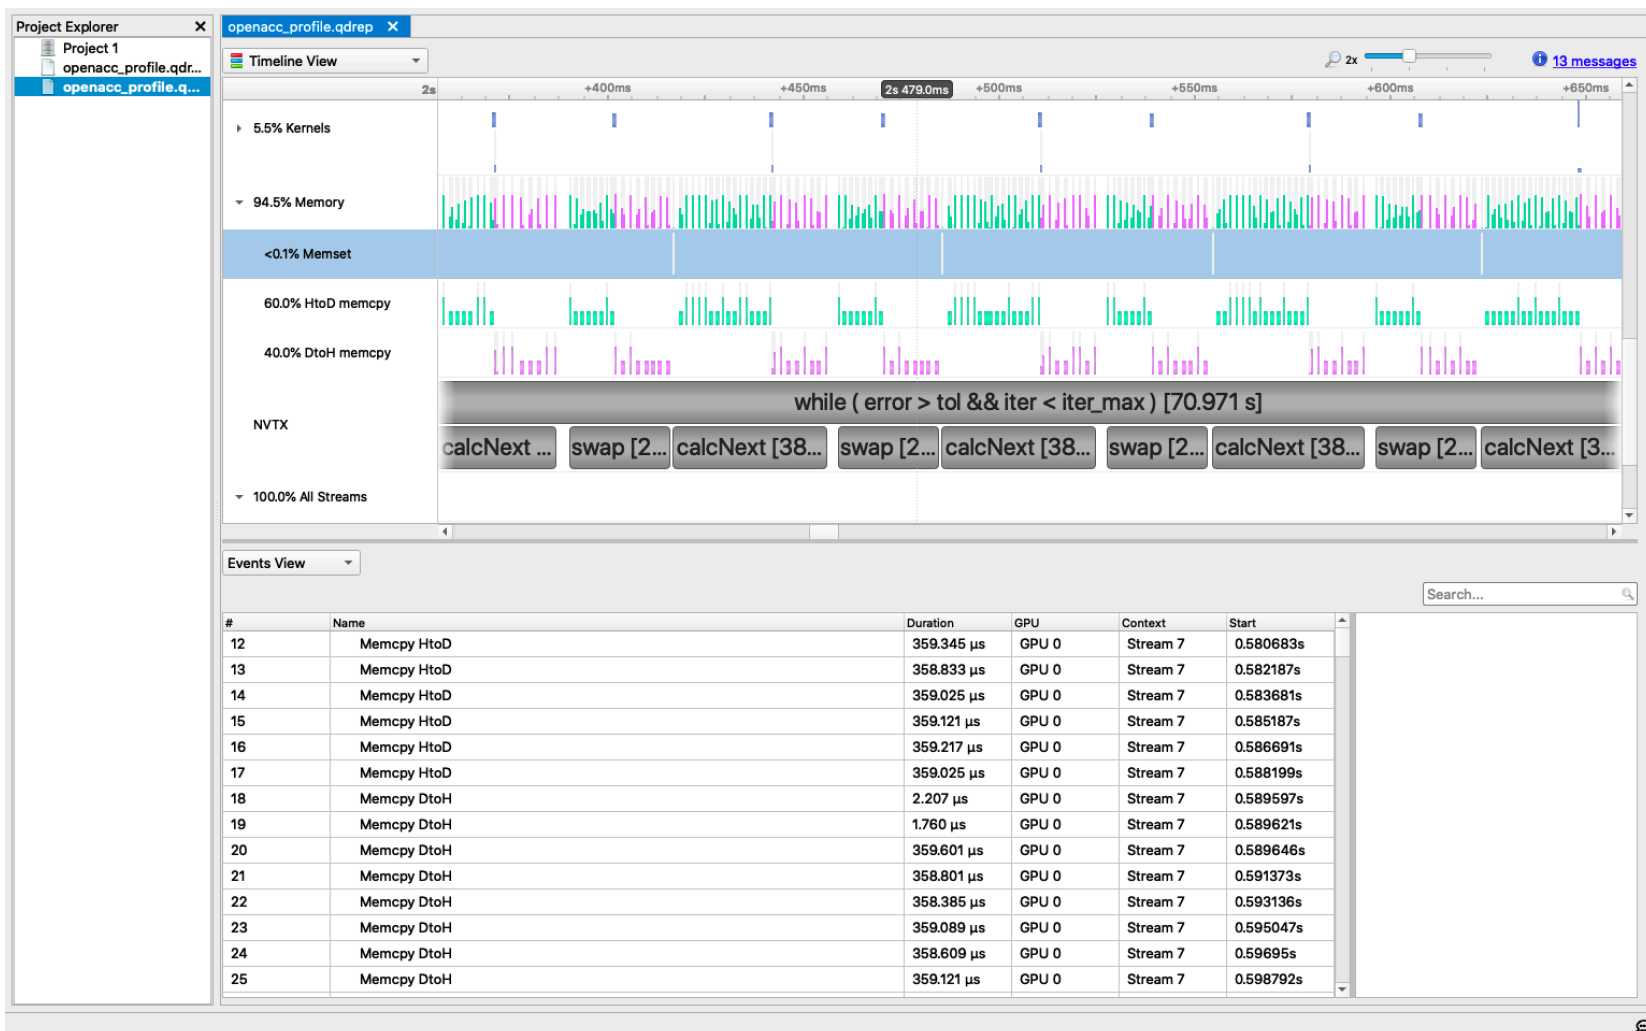 Project Explorer
Project 1
openacc_profile.qdr...
openacc_profile.q...
openacc_profile.qdrep
Timeline View
2x
13 messages
2s
+400ms
+450ms
2s 479.0ms
+500ms
+550ms
+600ms
+650ms
5.5% Kernels
94.5% Memory
<0.1% Memset
60.0% HtoD memcpy
40.0% DtoH memcpy
NVTX
while ( error > tol && iter < iter_max ) [70.971 s]
calcNext ... swap [2... calcNext [38... swap [2... calcNext [38... swap [2... calcNext [38... swap [2... calcNext [3...
100.0% All Streams
Events View
Search...
# Name Duration GPU Context Start
12 Memcpy HtoD 359.345 μs GPU 0 Stream 7 0.580683s
13 Memcpy HtoD 358.833 μs GPU 0 Stream 7 0.582187s
14 Memcpy HtoD 359.025 μs GPU 0 Stream 7 0.583681s
15 Memcpy HtoD 359.121 μs GPU 0 Stream 7 0.585187s
16 Memcpy HtoD 359.217 μs GPU 0 Stream 7 0.586691s
17 Memcpy HtoD 359.025 μs GPU 0 Stream 7 0.588199s
18 Memcpy DtoH 2.207 μs GPU 0 Stream 7 0.589597s
19 Memcpy DtoH 1.760 μs GPU 0 Stream 7 0.589621s
20 Memcpy DtoH 359.601 μs GPU 0 Stream 7 0.589646s
21 Memcpy DtoH 358.801 μs GPU 0 Stream 7 0.591373s
22 Memcpy DtoH 358.385 μs GPU 0 Stream 7 0.593136s
23 Memcpy DtoH 359.089 μs GPU 0 Stream 7 0.595047s
24 Memcpy DtoH 358.609 μs GPU 0 Stream 7 0.59695s
25 Memcpy DtoH 359.121 μs GPU 0 Stream 7 0.598792s